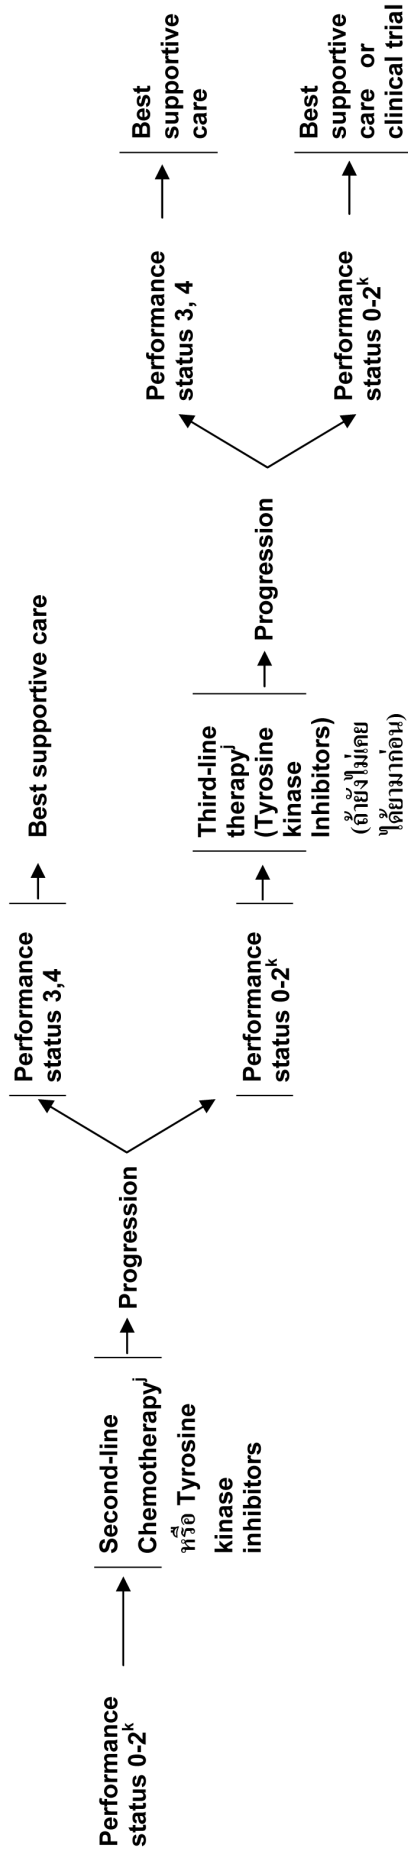 Performance
status 0-2ᵏ
Second-line
Chemotherapyʲ
หรือ Tyrosine
kinase
inhibitors
Progression
Performance
status 3,4
Best supportive care
Performance
status 0-2ᵏ
Third-line
therapyʲ
(Tyrosine
kinase
Inhibitors)
(ถ้ายังไม่เคย
ได้ยามาก่อน)
Progression
Performance
status 3, 4
Best
supportive
care
Performance
status 0-2ᵏ
Best
supportive
care or
clinical trial